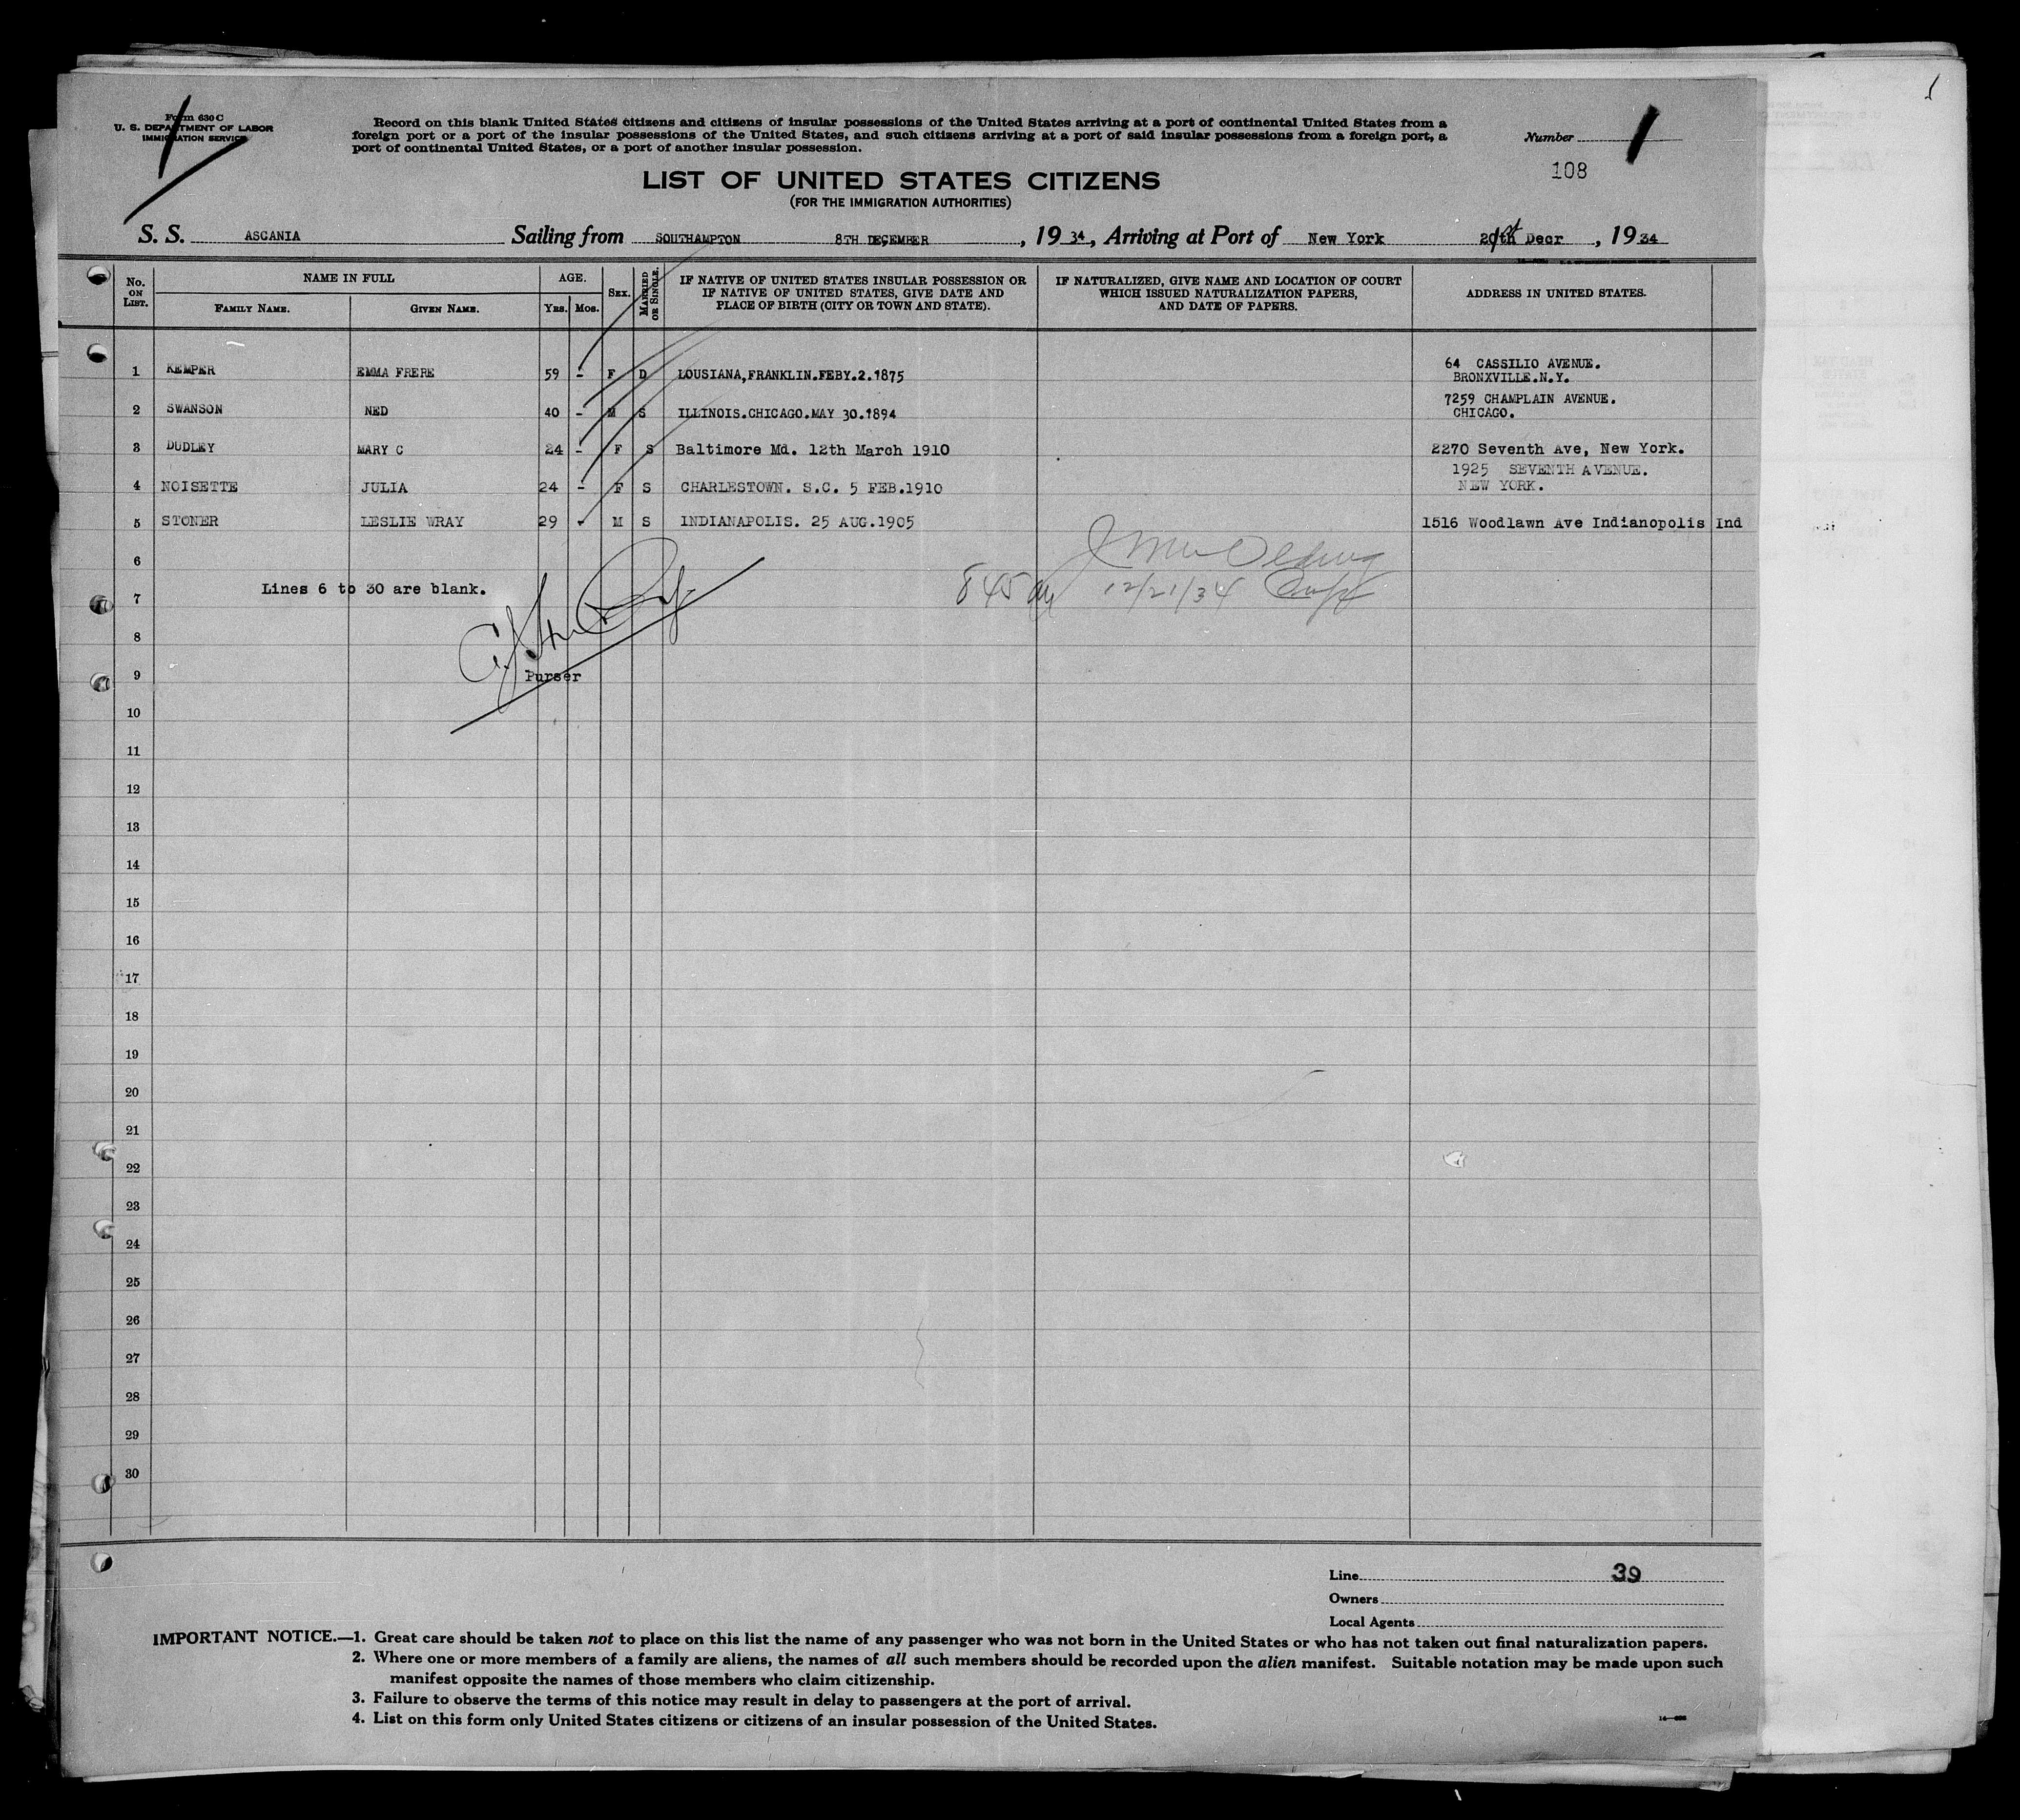 Form 630 C
U. S. DEPARTMENT OF LABOR
IMMIGRATION SERVICE
Record on this blank United States citizens and citizens of insular possessions of the United States arriving at a port of continental United States from a
foreign port or a port of the insular possessions of the United States, and such citizens arriving at a port of said insular possessions from a foreign port, a
port of continental United States, or a port of another insular possession.
Number
1
108
LIST OF UNITED STATES CITIZENS
(FOR THE IMMIGRATION AUTHORITIES)
S. S. ASCANIA Sailing from SOUTHAMPTON 8TH DECEMBER, 1934, Arriving at Port of New York 20th Decr, 1934
No. ON LIST. NAME IN FULL AGE. SEX. MARRIED OR SINGLE. IF NATIVE OF UNITED STATES INSULAR POSSESSION OR IF NATIVE OF UNITED STATES, GIVE DATE AND PLACE OF BIRTH (CITY OR TOWN AND STATE). IF NATURALIZED, GIVE NAME AND LOCATION OF COURT WHICH ISSUED NATURALIZATION PAPERS, AND DATE OF PAPERS. ADDRESS IN UNITED STATES.
FAMILY NAME. GIVEN NAME. YRS. MOS.
1 KEMPER EMMA FRERE 59 - F D LOUSIANA,FRANKLIN.FEBY.2.1875 64 CASSILIO AVENUE.
BRONXVILLE.N.Y.
2 SWANSON NED 40 - M S ILLINOIS.CHICAGO.MAY 30.1894 7259 CHAMPLAIN AVENUE.
CHICAGO.
3 DUDLEY MARY C 24 - F S Baltimore Md. 12th March 1910 2270 Seventh Ave, New York.
4 NOISETTE JULIA 24 - F S CHARLESTOWN. S.C. 5 FEB.1910 1925 SEVENTH AVENUE.
NEW YORK.
5 STONER LESLIE WRAY 29 - M S INDIANAPOLIS. 25 AUG.1905 1516 Woodlawn Ave Indianopolis Ind
6
Lines 6 to 30 are blank.
845 12/21/34
7
8
9
Purser
10
11
12
13
14
15
16
17
18
19
20
21
22
23
24
25
26
27
28
29
30
Line 39
Owners
Local Agents
IMPORTANT NOTICE.—1. Great care should be taken not to place on this list the name of any passenger who was not born in the United States or who has not taken out final naturalization papers.
2. Where one or more members of a family are aliens, the names of all such members should be recorded upon the alien manifest. Suitable notation may be made upon such
manifest opposite the names of those members who claim citizenship.
3. Failure to observe the terms of this notice may result in delay to passengers at the port of arrival.
4. List on this form only United States citizens or citizens of an insular possession of the United States.